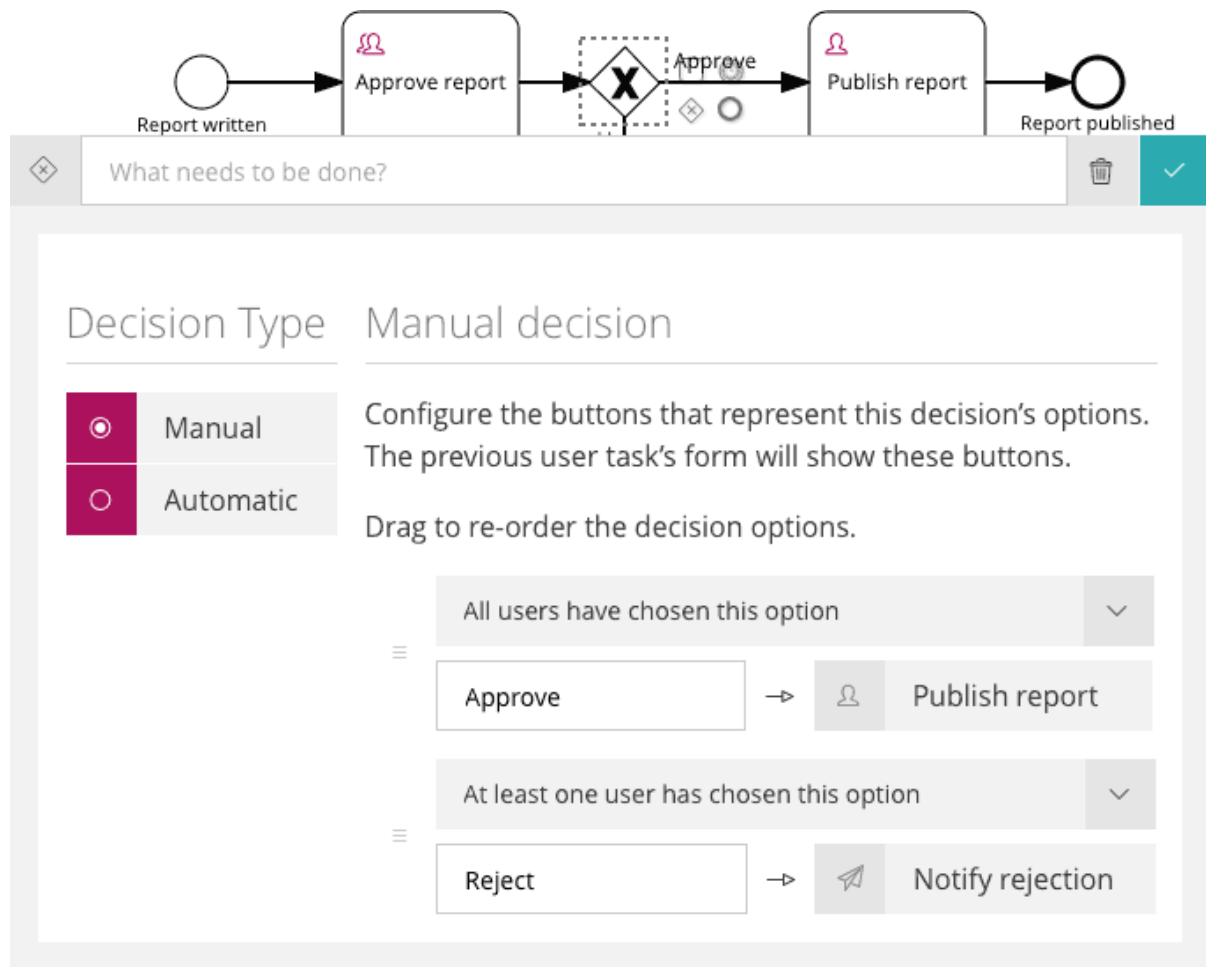 Approve
Approve report
Publish report
Report written
Report published
What needs to be done?
Decision Type
Manual decision
Manual
Automatic
Configure the buttons that represent this decision’s options.
The previous user task’s form will show these buttons.
Drag to re-order the decision options.
All users have chosen this option
Approve
Publish report
At least one user has chosen this option
Reject
Notify rejection